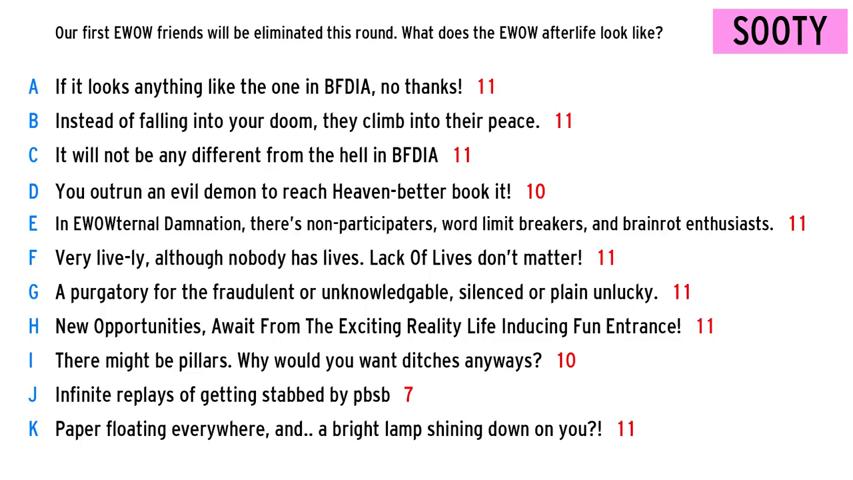 Our first EWOW friends will be eliminated this round. What does the EWOW afterlife look like?
SOOTY
A If it looks anything like the one in BFDIA, no thanks! 11
B Instead of falling into your doom, they climb into their peace. 11
C It will not be any different from the hell in BFDIA 11
D You outrun an evil demon to reach Heaven-better book it! 10
E In EWOWternal Damnation, there's non-participaters, word limit breakers, and brainrot enthusiasts. 11
F Very live-ly, although nobody has lives. Lack Of Lives don't matter! 11
G A purgatory for the fraudulent or unknowledgable, silenced or plain unlucky. 11
H New Opportunities, Await From The Exciting Reality Life Inducing Fun Entrance! 11
I There might be pillars. Why would you want ditches anyways? 10
J Infinite replays of getting stabbed by pbsb 7
K Paper floating everywhere, and.. a bright lamp shining down on you?! 11